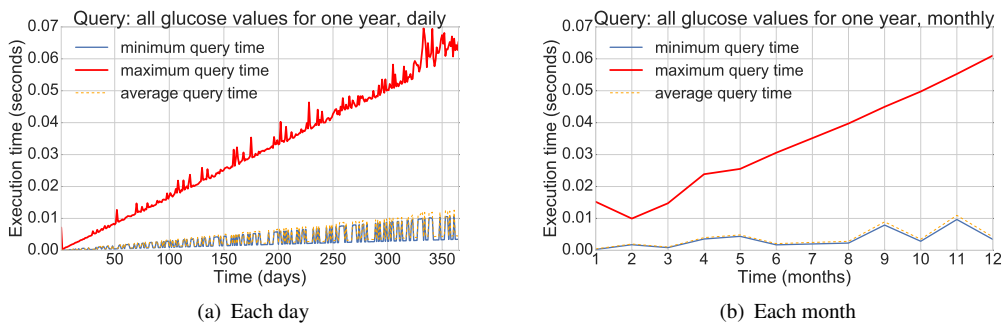 Query: all glucose values for one year, daily
0.07
0.06
0.05
0.04
0.03
0.02
0.01
0.00
Execution time (seconds)
minimum query time
maximum query time
average query time
50 100 150 200 250 300 350
Time (days)
(a) Each day
Query: all glucose values for one year, monthly
0.07
0.06
0.05
0.04
0.03
0.02
0.01
0.00
Execution time (seconds)
minimum query time
maximum query time
average query time
1 2 3 4 5 6 7 8 9 10 11 12
Time (months)
(b) Each month